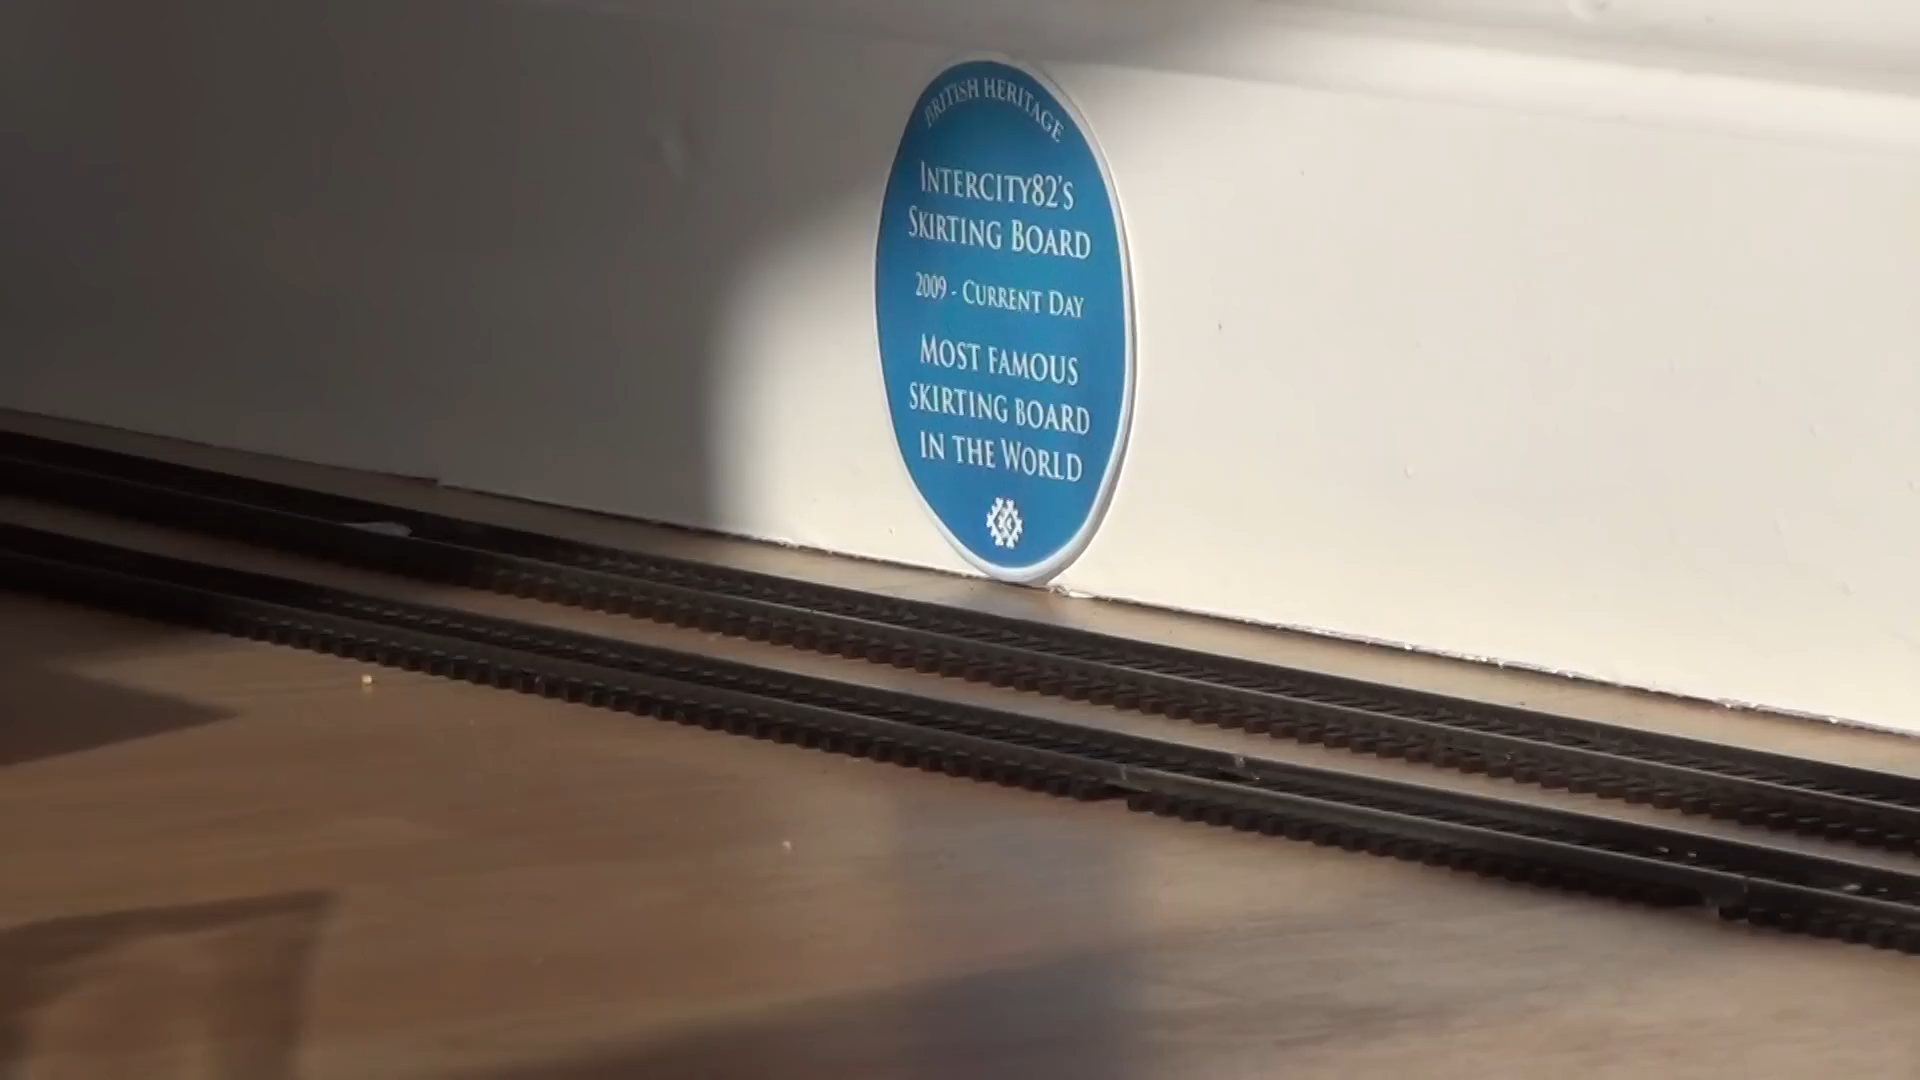 BRITISH HERITAGE
INTERCITY82'S
SKIRTING BOARD
2009 - CURRENT DAY
MOST FAMOUS
SKIRTING BOARD
IN THE WORLD